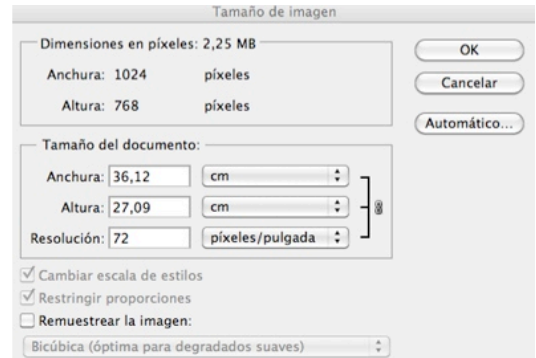 Tamaño de imagen
Dimensiones en píxeles: 2,25 MB
Anchura: 1024 píxeles
Altura: 768 píxeles
OK
Cancelar
Automático...
Tamaño del documento:
Anchura: 36,12 cm
Altura: 27,09 cm
Resolución: 72 píxeles/pulgada
Cambiar escala de estilos
Restringir proporciones
Remuestrear la imagen:
Bicúbica (óptima para degradados suaves)